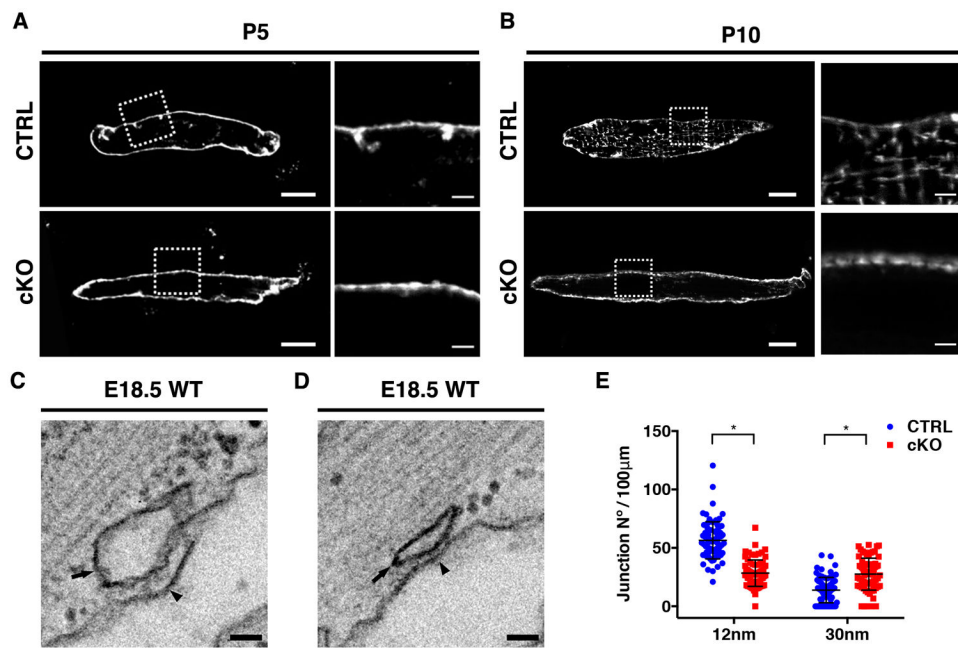 A
P5
CTRL
cKO
B
P10
CTRL
cKO
C
E18.5 WT
D
E18.5 WT
E
CTRL
cKO
Junction Nº/100µm
150
100
50
0
*
*
12nm
30nm